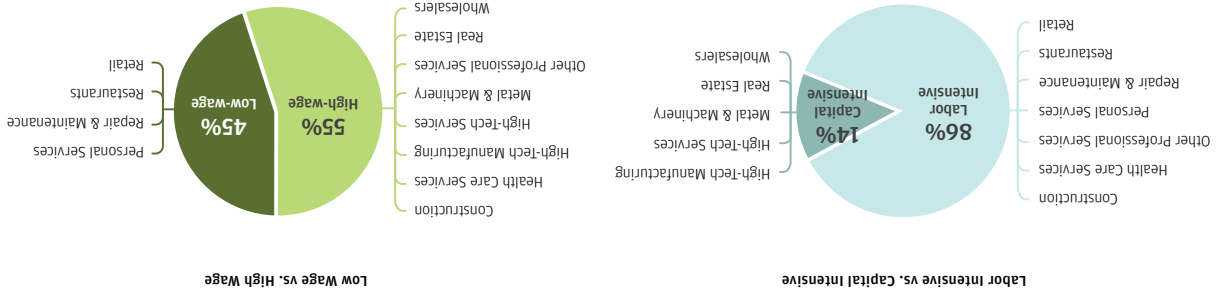 Labor Intensive vs. Capital Intensive
Construction
Health Care Services
Other Professional Services
Personal Services
Repair & Maintenance
Restaurants
Retail
86%
Labor
Intensive
14%
Capital
Intensive
High-Tech Manufacturing
High-Tech Services
Metal & Machinery
Real Estate
Wholesalers
Low Wage vs. High Wage
Construction
Health Care Services
High-Tech Manufacturing
High-Tech Services
Metal & Machinery
Other Professional Services
Real Estate
Wholesalers
55%
High-wage
45%
Low-wage
Personal Services
Repair & Maintenance
Restaurants
Retail